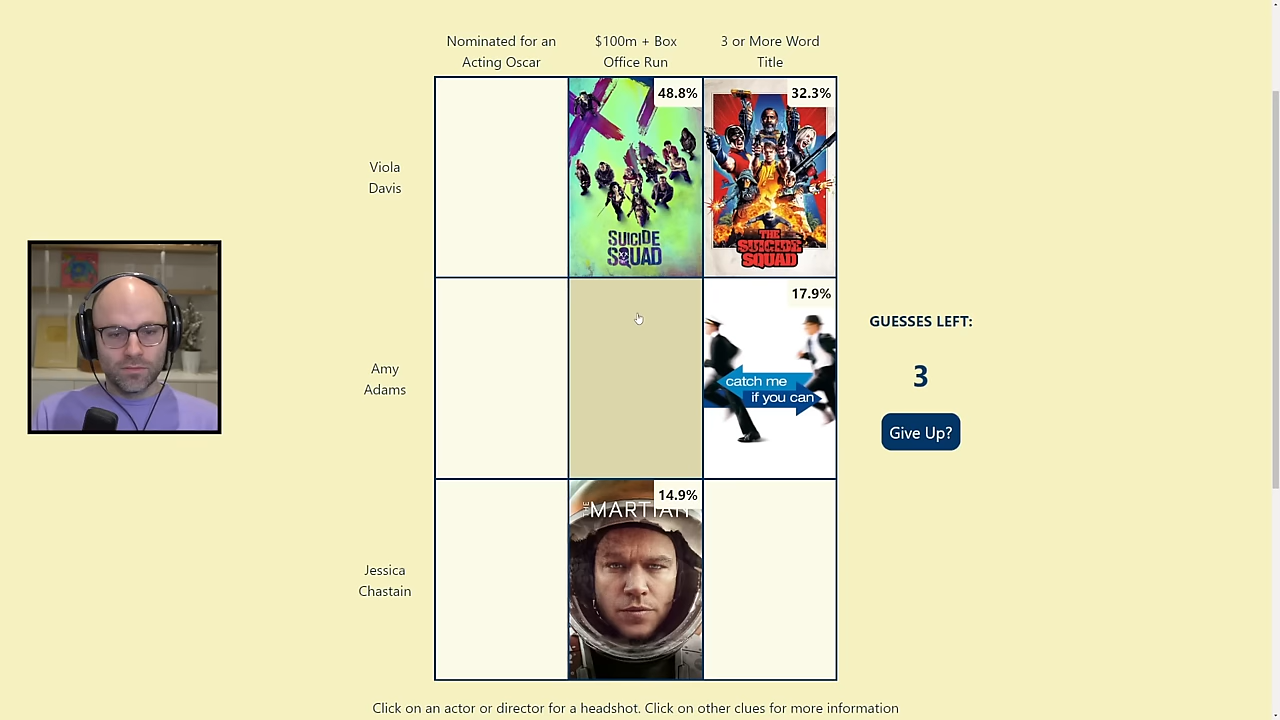 Nominated for an
Acting Oscar
$100m + Box
Office Run
3 or More Word
Title
Viola
Davis
48.8%
SUICIDE
SQUAD
32.3%
THE
SUICIDE
SQUAD
Amy
Adams
17.9%
catch me
if you can
GUESSES LEFT:
3
Give Up?
Jessica
Chastain
14.9%
THE
MARTIAN
Click on an actor or director for a headshot. Click on other clues for more information